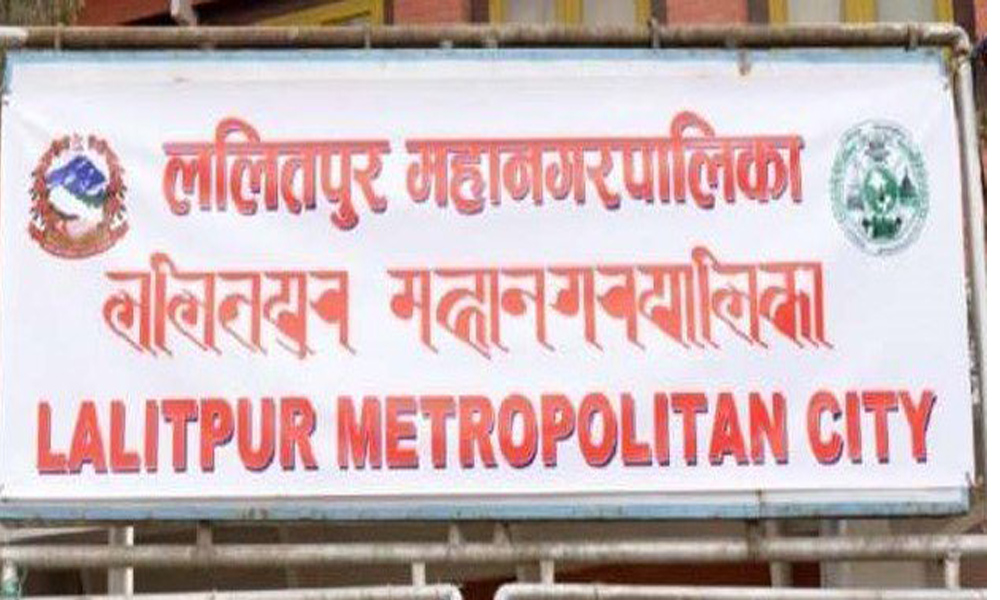 ललितपुर महानगरपालिका
𑐮𑐮𑐶𑐟𑐥𑐸𑐬 𑐩𑐴𑐵𑐣𑐐𑐬𑐥𑐵𑐮𑐶𑐎𑐵
LALITPUR METROPOLITAN CITY